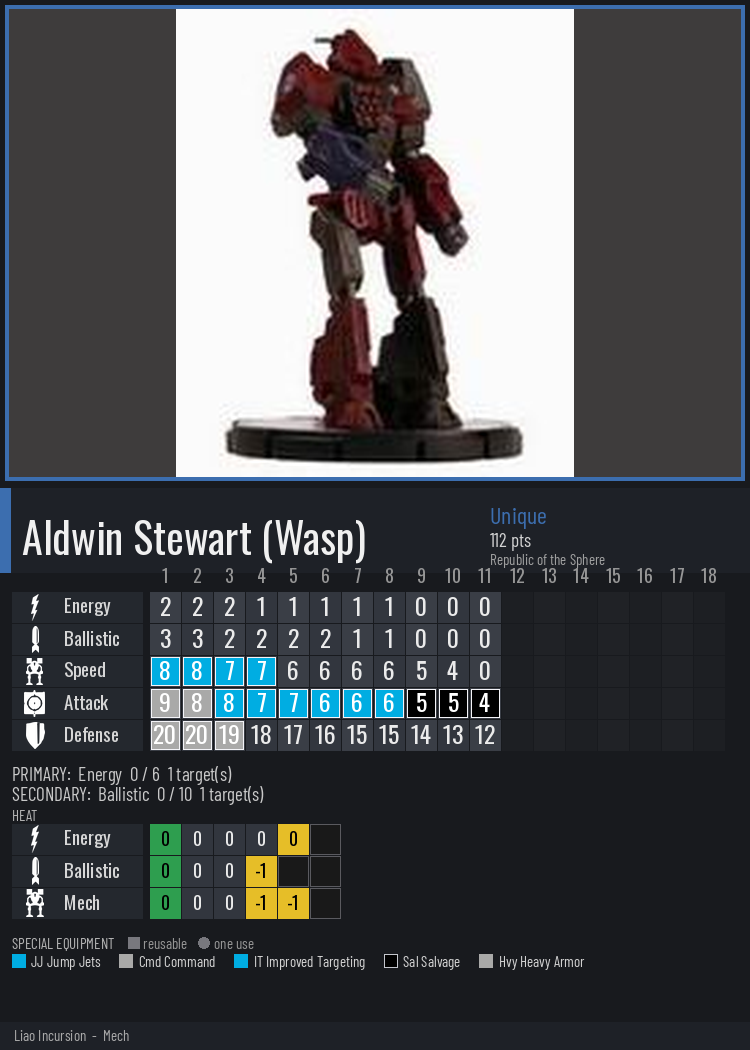 Aldwin Stewart (Wasp)
Unique
112 pts
Republic of the Sphere
1 2 3 4 5 6 7 8 9 10 11 12 13 14 15 16 17 18
Energy 2 2 2 1 1 1 1 1 0 0 0
Ballistic 3 3 2 2 2 2 1 1 0 0 0
Speed 8 8 7 7 6 6 6 6 5 4 0
Attack 9 8 8 7 7 6 6 6 5 5 4
Defense 20 20 19 18 17 16 15 15 14 13 12
PRIMARY: Energy 0 / 6 1 target(s)
SECONDARY: Ballistic 0 / 10 1 target(s)
HEAT
Energy 0 0 0 0 0
Ballistic 0 0 0 -1
Mech 0 0 0 -1 -1
SPECIAL EQUIPMENT reusable one use
JJ Jump Jets Cmd Command IT Improved Targeting Sal Salvage Hvy Heavy Armor
Liao Incursion - Mech